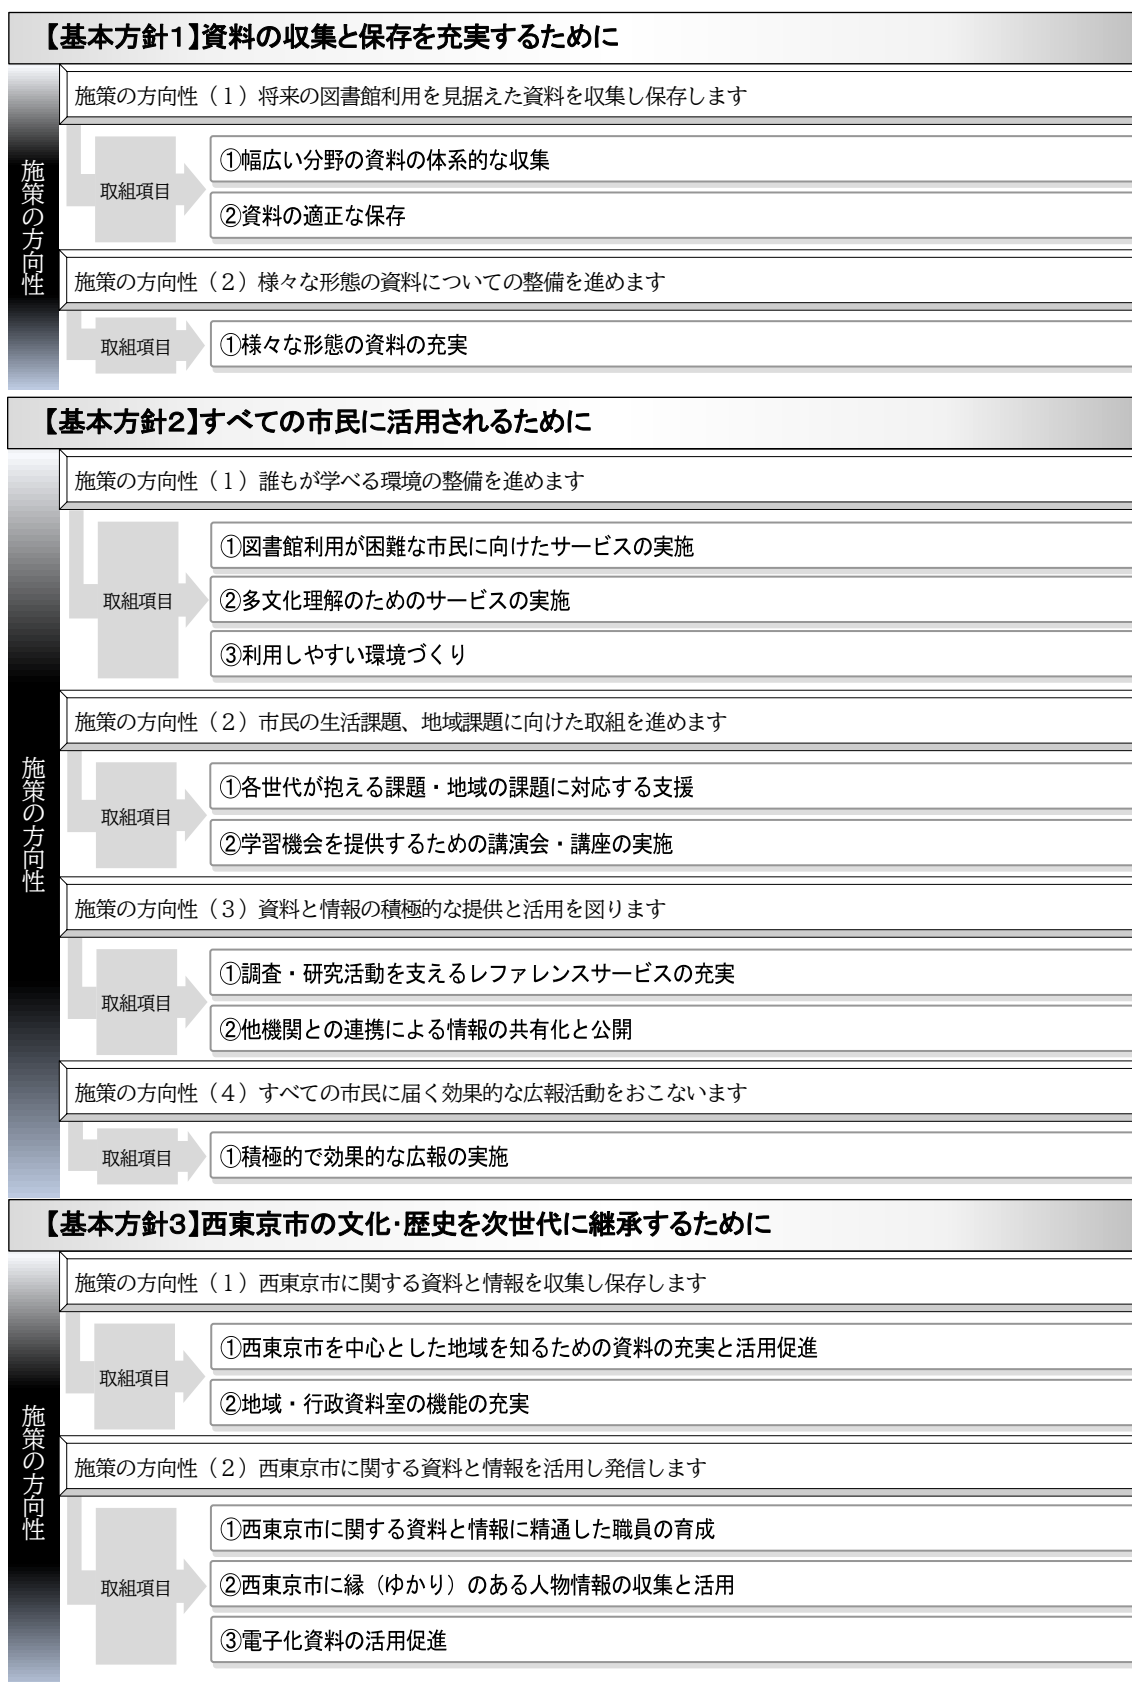 【基本方針1】資料の収集と保存を充実するために
施策の方向性
施策の方向性（1）将来の図書館利用を見据えた資料を収集し保存します
取組項目
①幅広い分野の資料の体系的な収集
②資料の適正な保存
施策の方向性（2）様々な形態の資料についての整備を進めます
取組項目
①様々な形態の資料の充実
【基本方針2】すべての市民に活用されるために
施策の方向性
施策の方向性（1）誰もが学べる環境の整備を進めます
取組項目
①図書館利用が困難な市民に向けたサービスの実施
②多文化理解のためのサービスの実施
③利用しやすい環境づくり
施策の方向性（2）市民の生活課題、地域課題に向けた取組を進めます
取組項目
①各世代が抱える課題・地域の課題に対応する支援
②学習機会を提供するための講演会・講座の実施
施策の方向性（3）資料と情報の積極的な提供と活用を図ります
取組項目
①調査・研究活動を支えるレファレンスサービスの充実
②他機関との連携による情報の共有化と公開
施策の方向性（4）すべての市民に届く効果的な広報活動をおこないます
取組項目
①積極的で効果的な広報の実施
【基本方針3】西東京市の文化･歴史を次世代に継承するために
施策の方向性
施策の方向性（1）西東京市に関する資料と情報を収集し保存します
取組項目
①西東京市を中心とした地域を知るための資料の充実と活用促進
②地域・行政資料室の機能の充実
施策の方向性（2）西東京市に関する資料と情報を活用し発信します
取組項目
①西東京市に関する資料と情報に精通した職員の育成
②西東京市に縁（ゆかり）のある人物情報の収集と活用
③電子化資料の活用促進